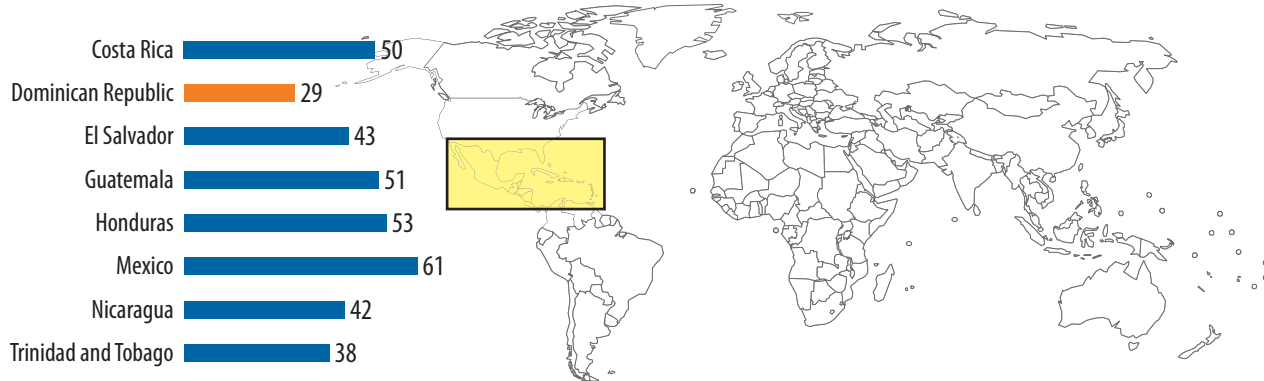 Costa Rica 50
Dominican Republic 29
El Salvador 43
Guatemala 51
Honduras 53
Mexico 61
Nicaragua 42
Trinidad and Tobago 38